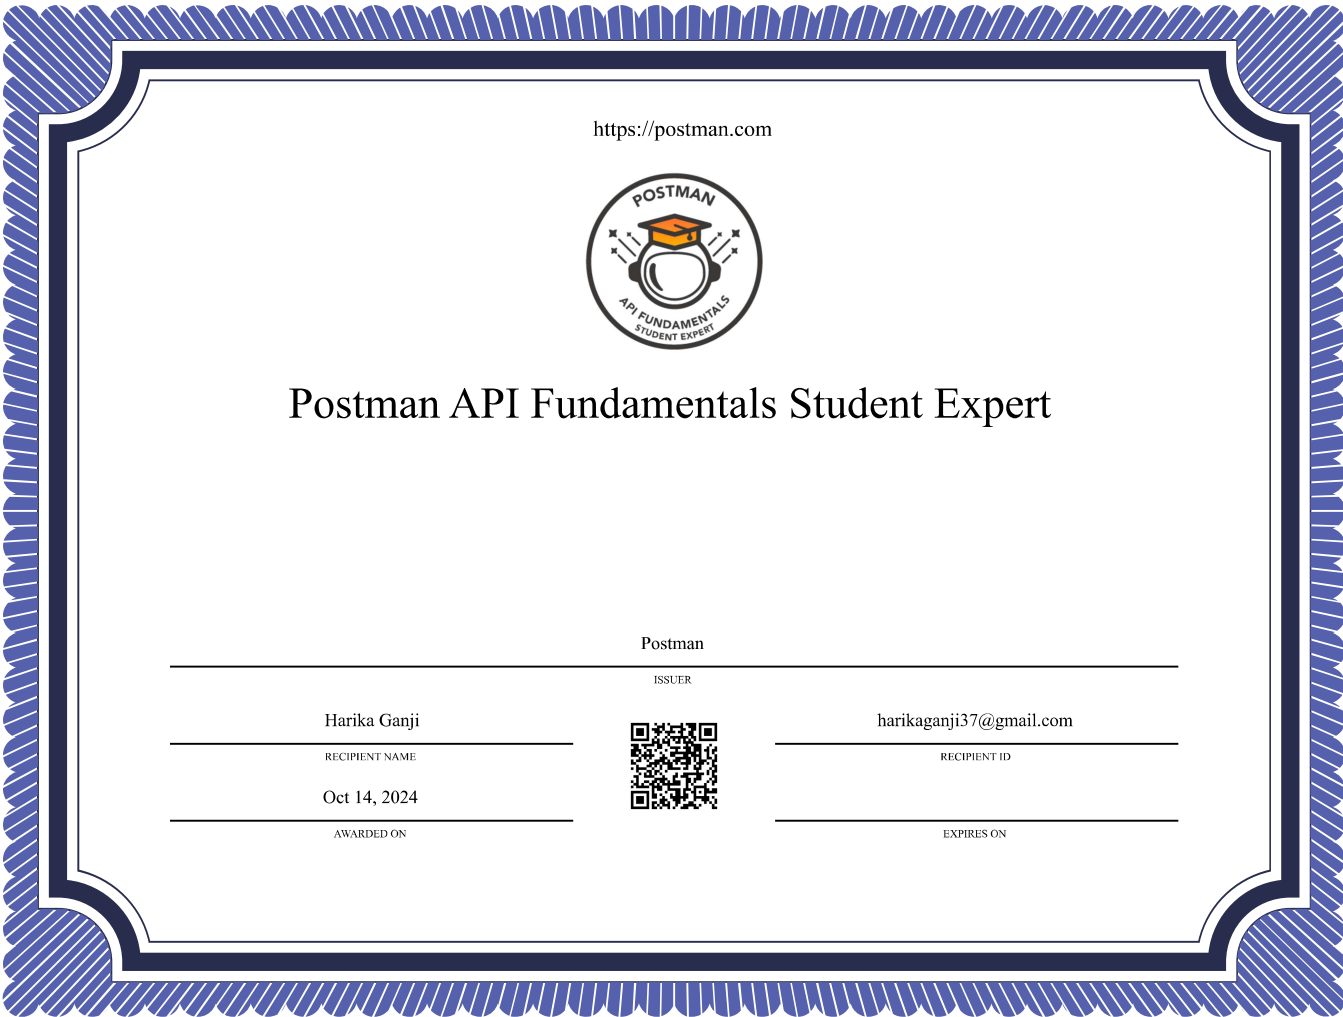 https://postman.com
POSTMAN
API FUNDAMENTALS
STUDENT EXPERT
Postman API Fundamentals Student Expert
Postman
ISSUER
Harika Ganji
harikaganji37@gmail.com
RECIPIENT NAME
RECIPIENT ID
Oct 14, 2024
AWARDED ON
EXPIRES ON